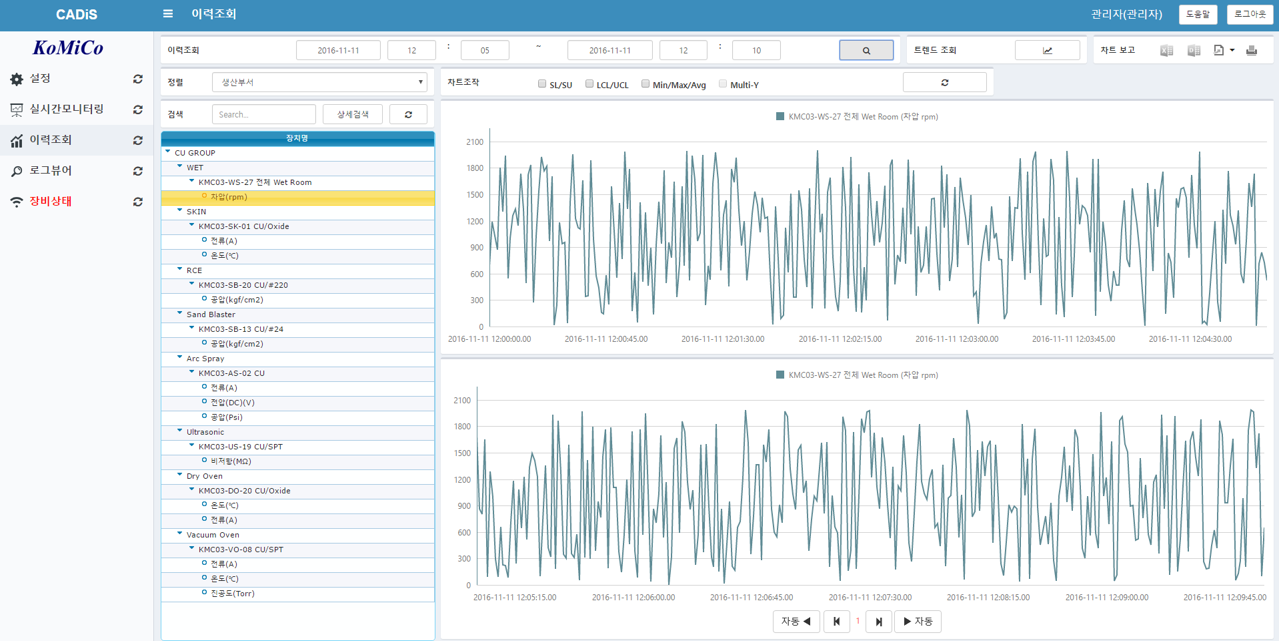 CADiS
이력조회
관리자(관리자)
도움말
로그아웃
KoMiCo
설정
실시간모니터링
이력조회
로그뷰어
장비상태
이력조회
2016-11-11
12
:
05
~
2016-11-11
12
:
10
트렌드 조회
차트 보고
정렬
생산부서
차트조작
SL/SU
LCL/UCL
Min/Max/Avg
Multi-Y
검색
Search...
상세검색
장치명
CU GROUP
WET
KMC03-WS-27 전체 Wet Room
차압(rpm)
SKIN
KMC03-SK-01 CU/Oxide
전류(A)
온도(℃)
RCE
KMC03-SB-20 CU/#220
공압(kgf/cm2)
Sand Blaster
KMC03-SB-13 CU/#24
공압(kgf/cm2)
Arc Spray
KMC03-AS-02 CU
전류(A)
전압(DC)(V)
공압(Psi)
Ultrasonic
KMC03-US-19 CU/SPT
비저항(MΩ)
Dry Oven
KMC03-DO-20 CU/Oxide
온도(℃)
전류(A)
Vacuum Oven
KMC03-VO-08 CU/SPT
전류(A)
온도(℃)
진공도(Torr)
KMC03-WS-27 전체 Wet Room (차압 rpm)
2100
1800
1500
1200
900
600
300
0
2016-11-11 12:00:00.00
2016-11-11 12:00:45.00
2016-11-11 12:01:30.00
2016-11-11 12:02:15.00
2016-11-11 12:03:00.00
2016-11-11 12:03:45.00
2016-11-11 12:04:30.00
KMC03-WS-27 전체 Wet Room (차압 rpm)
2100
1800
1500
1200
900
600
300
0
2016-11-11 12:05:15.00
2016-11-11 12:06:00.00
2016-11-11 12:06:45.00
2016-11-11 12:07:30.00
2016-11-11 12:08:15.00
2016-11-11 12:09:00.00
2016-11-11 12:09:45.00
자동 ◀
1
▶ 자동